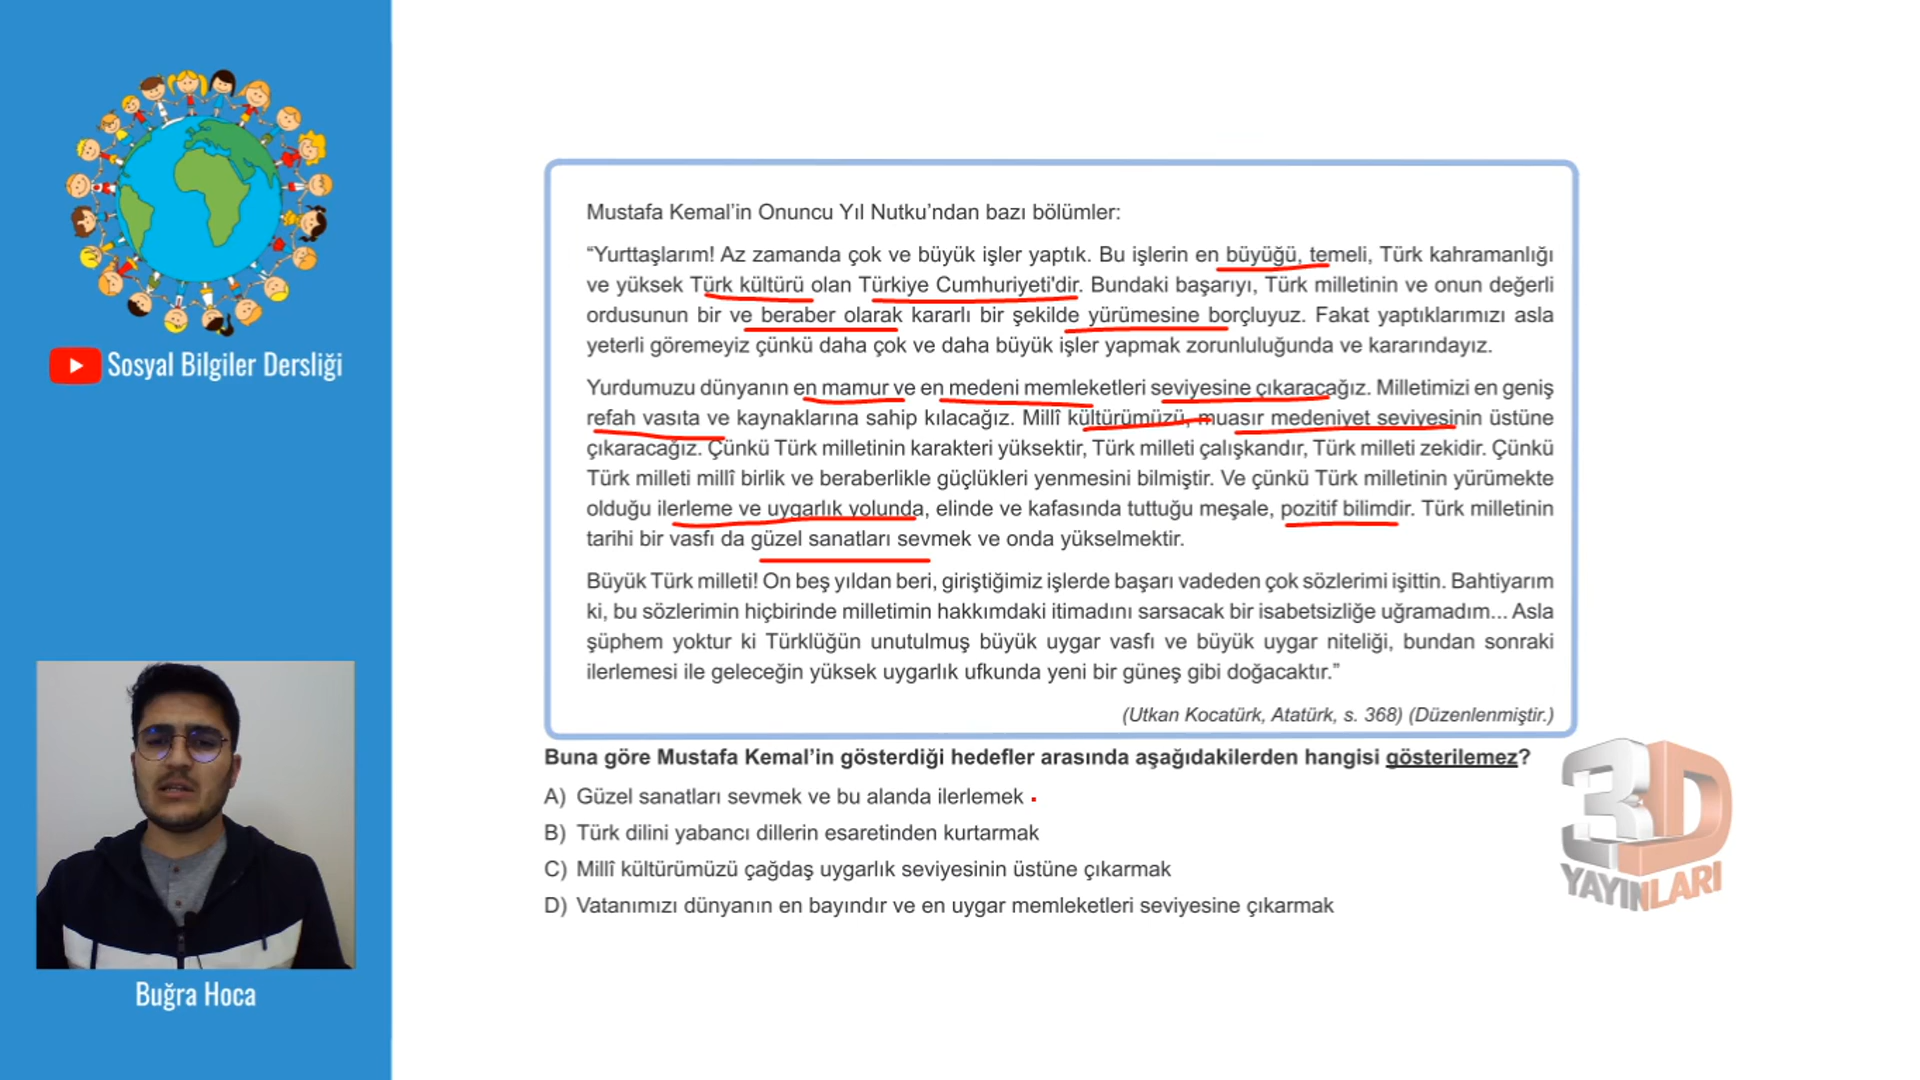 Sosyal Bilgiler Dersliği
Buğra Hoca
Mustafa Kemal’in Onuncu Yıl Nutku’ndan bazı bölümler:
“Yurttaşlarım! Az zamanda çok ve büyük işler yaptık. Bu işlerin en büyüğü, temeli, Türk kahramanlığı
ve yüksek Türk kültürü olan Türkiye Cumhuriyeti'dir. Bundaki başarıyı, Türk milletinin ve onun değerli
ordusunun bir ve beraber olarak kararlı bir şekilde yürümesine borçluyuz. Fakat yaptıklarımızı asla
yeterli göremeyiz çünkü daha çok ve daha büyük işler yapmak zorunluluğunda ve kararındayız.
Yurdumuzu dünyanın en mamur ve en medeni memleketleri seviyesine çıkaracağız. Milletimizi en geniş
refah vasıta ve kaynaklarına sahip kılacağız. Millî kültürümüzü, muasır medeniyet seviyesinin üstüne
çıkaracağız. Çünkü Türk milletinin karakteri yüksektir, Türk milleti çalışkandır, Türk milleti zekidir. Çünkü
Türk milleti millî birlik ve beraberlikle güçlükleri yenmesini bilmiştir. Ve çünkü Türk milletinin yürümekte
olduğu ilerleme ve uygarlık yolunda, elinde ve kafasında tuttuğu meşale, pozitif bilimdir. Türk milletinin
tarihi bir vasfı da güzel sanatları sevmek ve onda yükselmektir.
Büyük Türk milleti! On beş yıldan beri, giriştiğimiz işlerde başarı vadeden çok sözlerimi işittin. Bahtiyarım
ki, bu sözlerimin hiçbirinde milletimin hakkımdaki itimadını sarsacak bir isabetsizliğe uğramadım... Asla
şüphem yoktur ki Türklüğün unutulmuş büyük uygar vasfı ve büyük uygar niteliği, bundan sonraki
ilerlemesi ile geleceğin yüksek uygarlık ufkunda yeni bir güneş gibi doğacaktır.”
(Utkan Kocatürk, Atatürk, s. 368) (Düzenlenmiştir.)
Buna göre Mustafa Kemal’in gösterdiği hedefler arasında aşağıdakilerden hangisi gösterilemez?
A) Güzel sanatları sevmek ve bu alanda ilerlemek
B) Türk dilini yabancı dillerin esaretinden kurtarmak
C) Millî kültürümüzü çağdaş uygarlık seviyesinin üstüne çıkarmak
D) Vatanımızı dünyanın en bayındır ve en uygar memleketleri seviyesine çıkarmak
3D
YAYINLARI